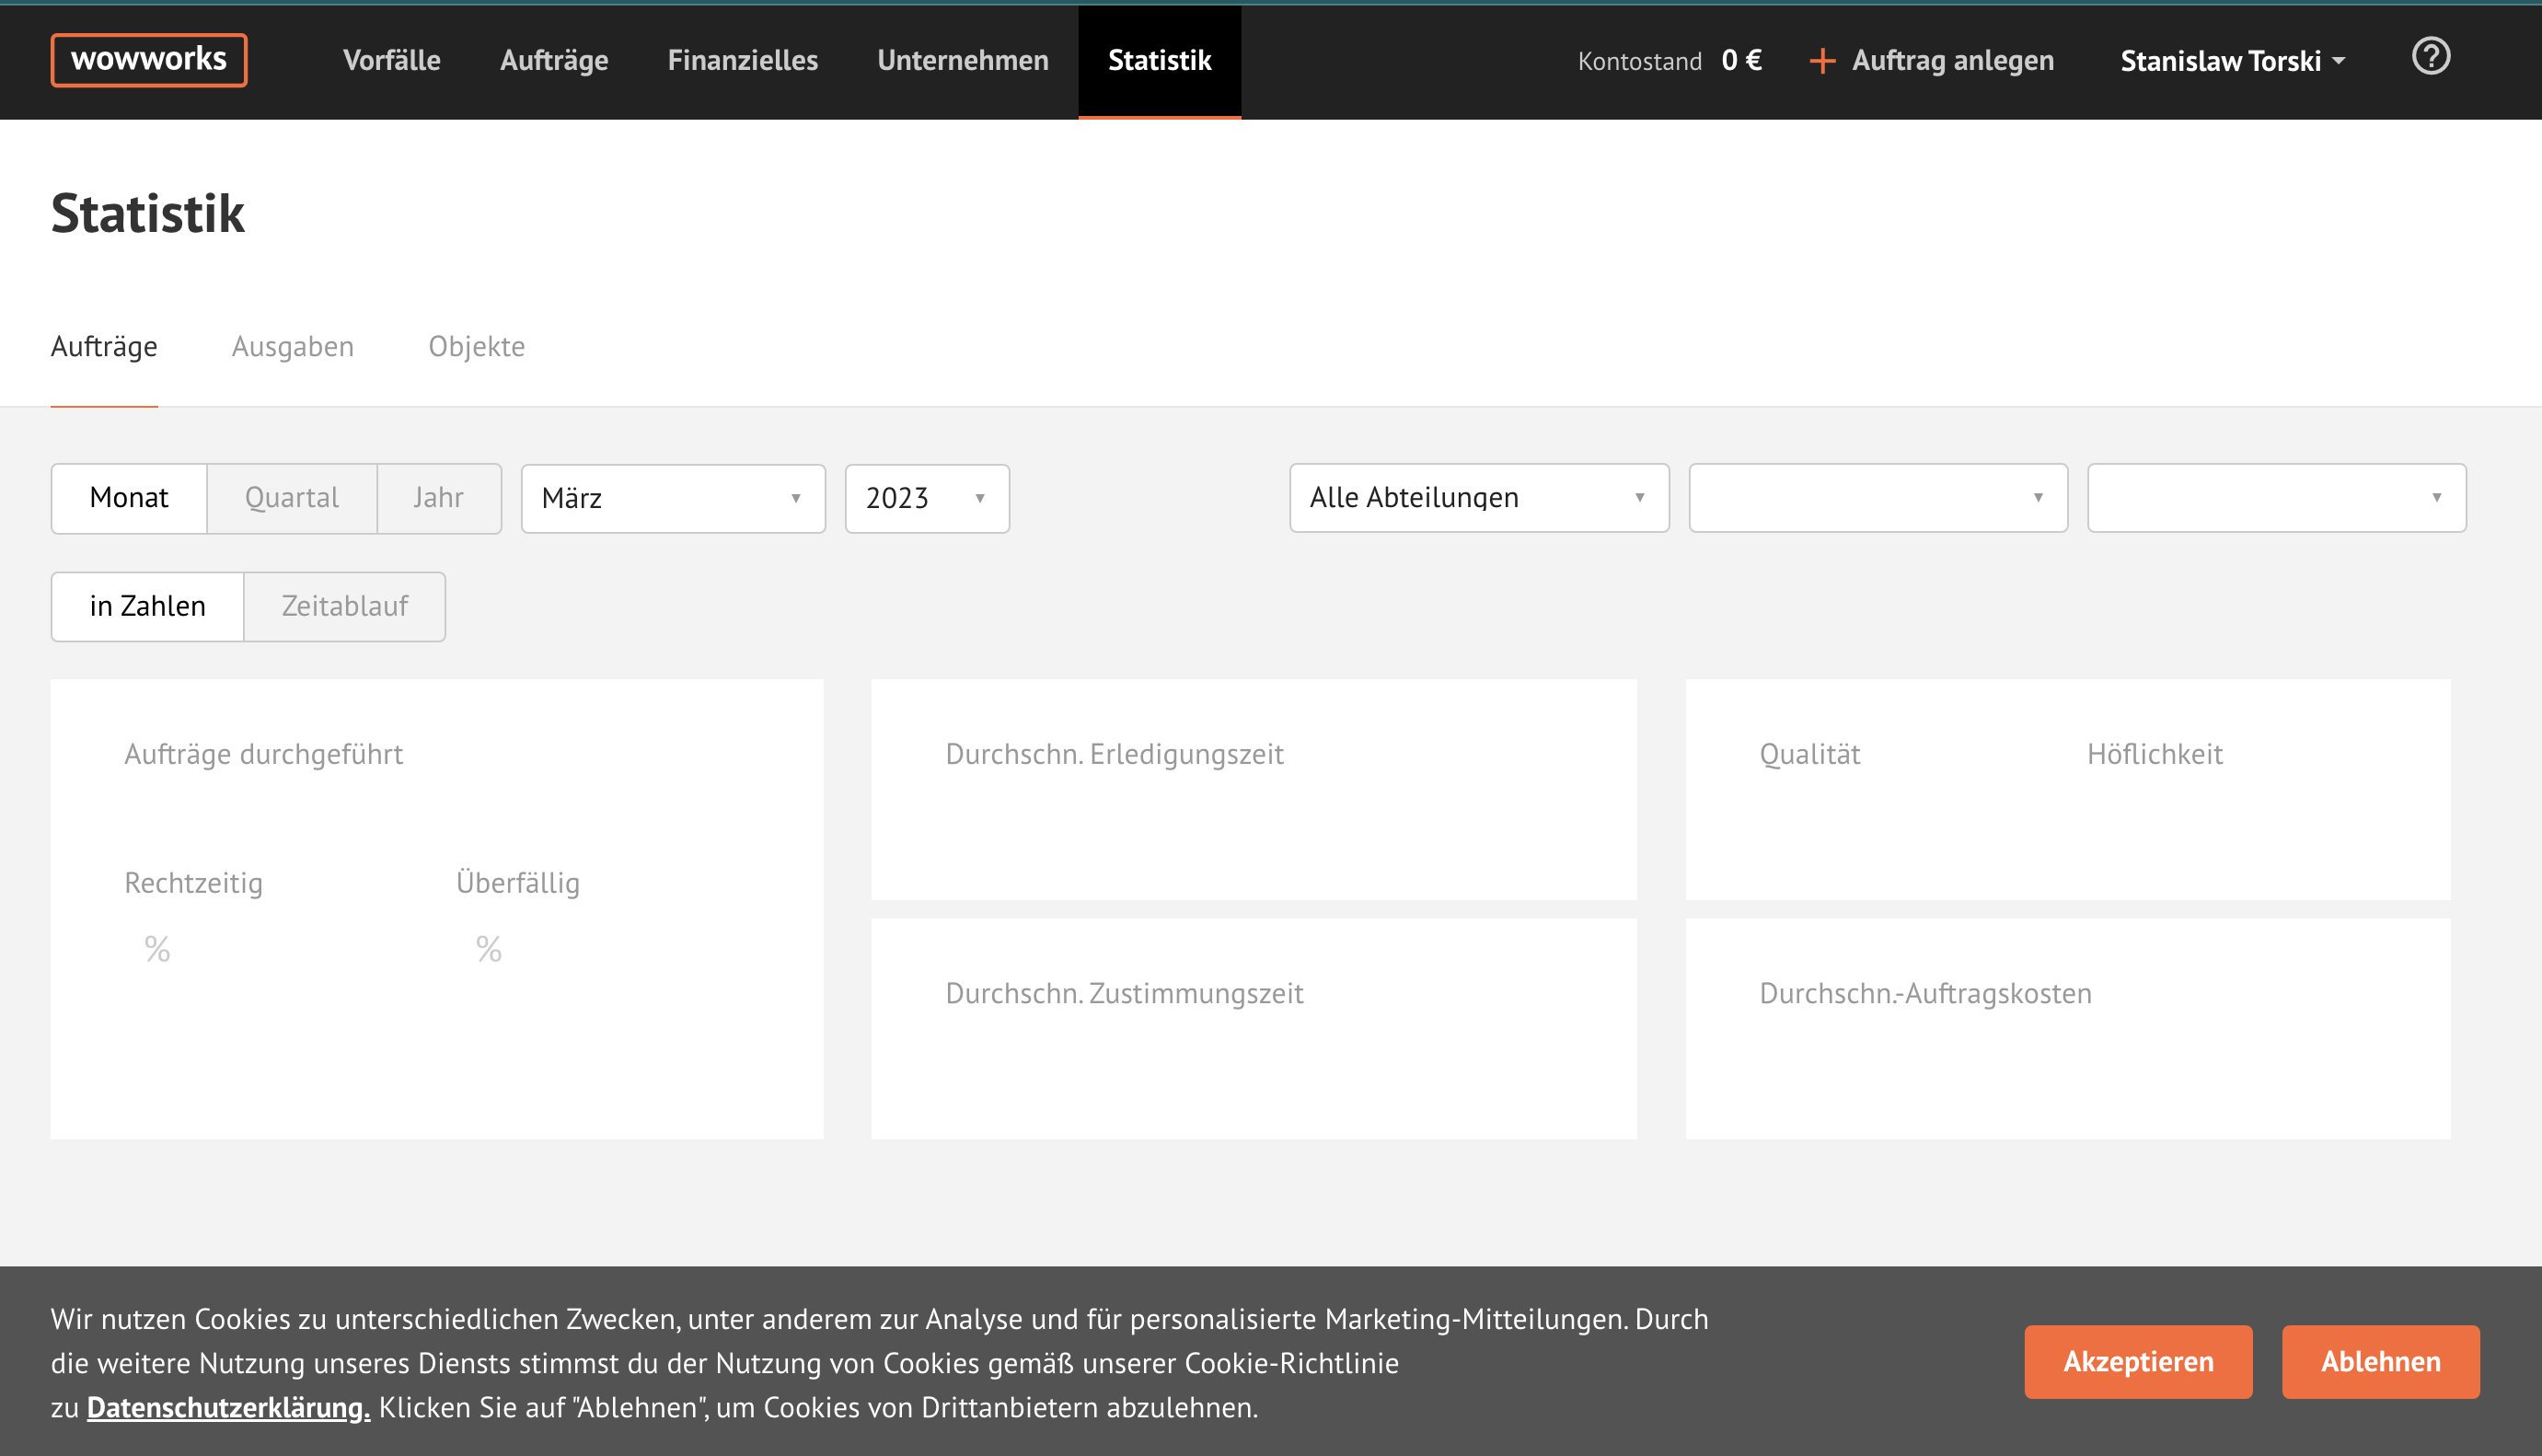 wowworks Vorfälle Aufträge Finanzielles Unternehmen Statistik Kontostand 0 € + Auftrag anlegen Stanislaw Torski ?
Statistik
Aufträge Ausgaben Objekte
Monat Quartal Jahr März 2023 Alle Abteilungen
in Zahlen Zeitablauf
Aufträge durchgeführt Durchschn. Erledigungszeit Qualität Höflichkeit
Rechtzeitig Überfällig
% %
Durchschn. Zustimmungszeit Durchschn.-Auftragskosten
Wir nutzen Cookies zu unterschiedlichen Zwecken, unter anderem zur Analyse und für personalisierte Marketing-Mitteilungen. Durch
die weitere Nutzung unseres Diensts stimmst du der Nutzung von Cookies gemäß unserer Cookie-Richtlinie
zu Datenschutzerklärung. Klicken Sie auf "Ablehnen", um Cookies von Drittanbietern abzulehnen.
Akzeptieren Ablehnen